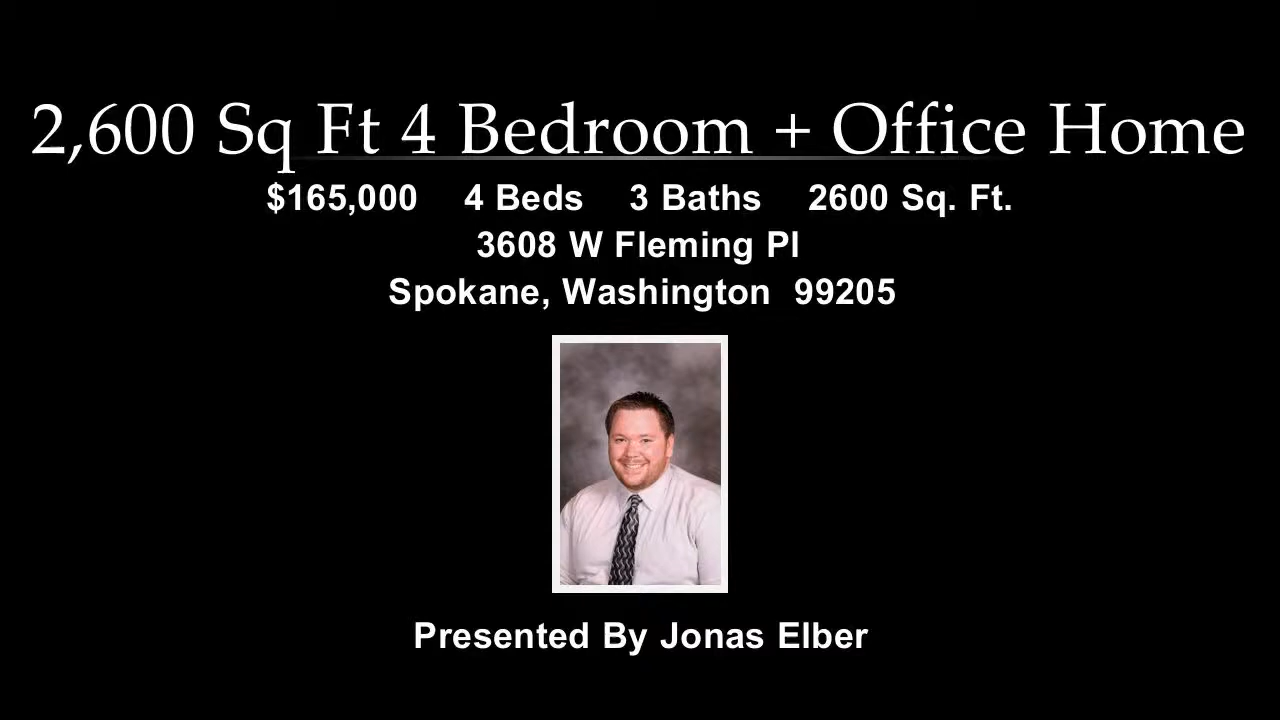 2,600 Sq Ft 4 Bedroom + Office Home
$165,000 4 Beds 3 Baths 2600 Sq. Ft.
3608 W Fleming Pl
Spokane, Washington 99205
Presented By Jonas Elber